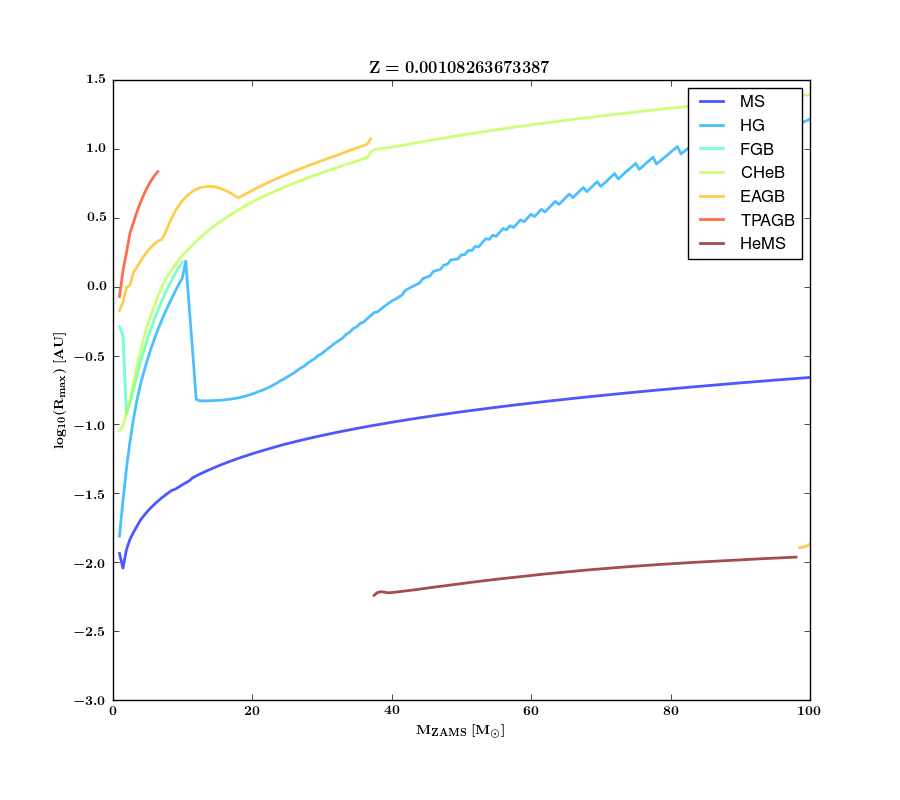 Z = 0.00108263673387
1.5
1.0
0.5
0.0
−0.5
−1.0
−1.5
−2.0
−2.5
−3.0
log₁₀(Rₘₐₓ) [AU]
MS
HG
FGB
CHeB
EAGB
TPAGB
HeMS
0 20 40 60 80 100
M_ZAMS [M_⊙]